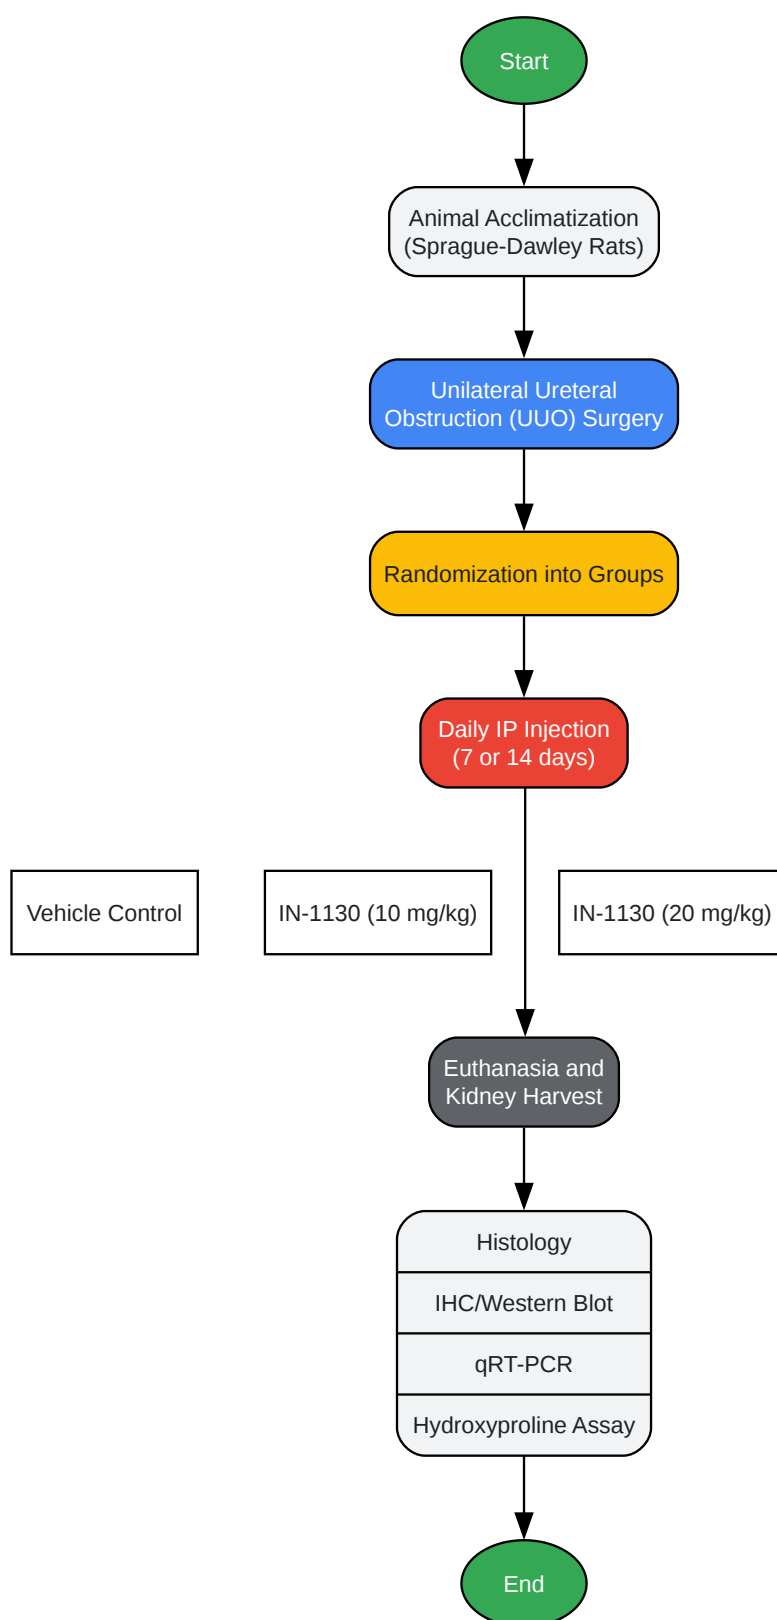 Start
Animal Acclimatization
(Sprague-Dawley Rats)
Unilateral Ureteral
Obstruction (UUO) Surgery
Randomization into Groups
Daily IP Injection
(7 or 14 days)
Vehicle Control
IN-1130 (10 mg/kg)
IN-1130 (20 mg/kg)
Euthanasia and
Kidney Harvest
Histology
IHC/Western Blot
qRT-PCR
Hydroxyproline Assay
End